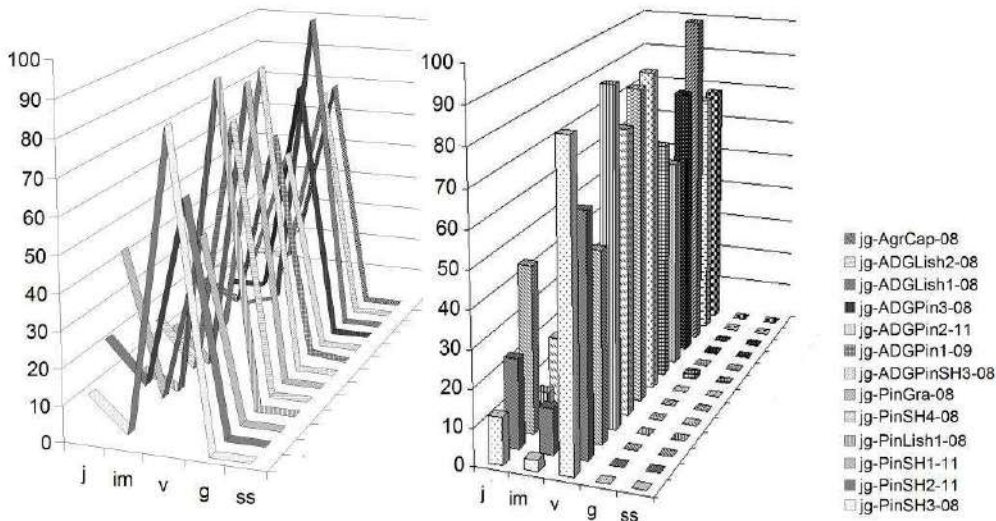 100
90
80
70
60
50
40
30
20
10
0
j im v g ss
100
90
80
70
60
50
40
30
20
10
0
j im v g ss
jg-AgrCap-08
jg-ADGLish2-08
jg-ADGLish1-08
jg-ADGPin3-08
jg-ADGPin2-11
jg-ADGPin1-09
jg-ADGPinSH3-08
jg-PinGra-08
jg-PinSH4-08
jg-PinLish1-08
jg-PinSH1-11
jg-PinSH2-11
jg-PinSH3-08